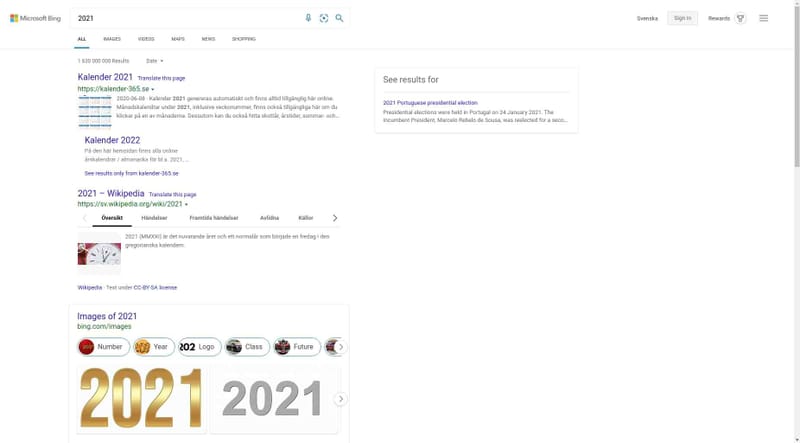 Microsoft Bing
2021
Svenska
Sign in
Rewards
ALL IMAGES VIDEOS MAPS NEWS SHOPPING
1 630 000 000 Results Date
Kalender 2021 Translate this page
https://kalender-365.se
2020-06-08 · Kalender 2021 genereras automatiskt och finns alltid tillgänglig här online.
Månadskalendrar under 2021, inklusive veckonummer, finns också tillgängliga här om du
klickar på en av månaderna. Dessutom kan du också hitta skottår, årstider, sommar- och...
Kalender 2022
På den här hemsidan finns alla online
årskalendrar / almanacka för bl.a. 2021, ...
See results only from kalender-365.se
2021 – Wikipedia Translate this page
https://sv.wikipedia.org/wiki/2021
Översikt Händelser Framtida händelser Avlidna Källor
2021 (MMXXI) är det nuvarande året och ett normalår som började en fredag i den
gregorianska kalendern.
Wikipedia · Text under CC-BY-SA license
Images of 2021
bing.com/images
Number Year Logo Class Future
2021 2021
See results for
2021 Portuguese presidential election
Presidential elections were held in Portugal on 24 January 2021. The
incumbent President, Marcelo Rebelo de Sousa, was reelected for a seco...